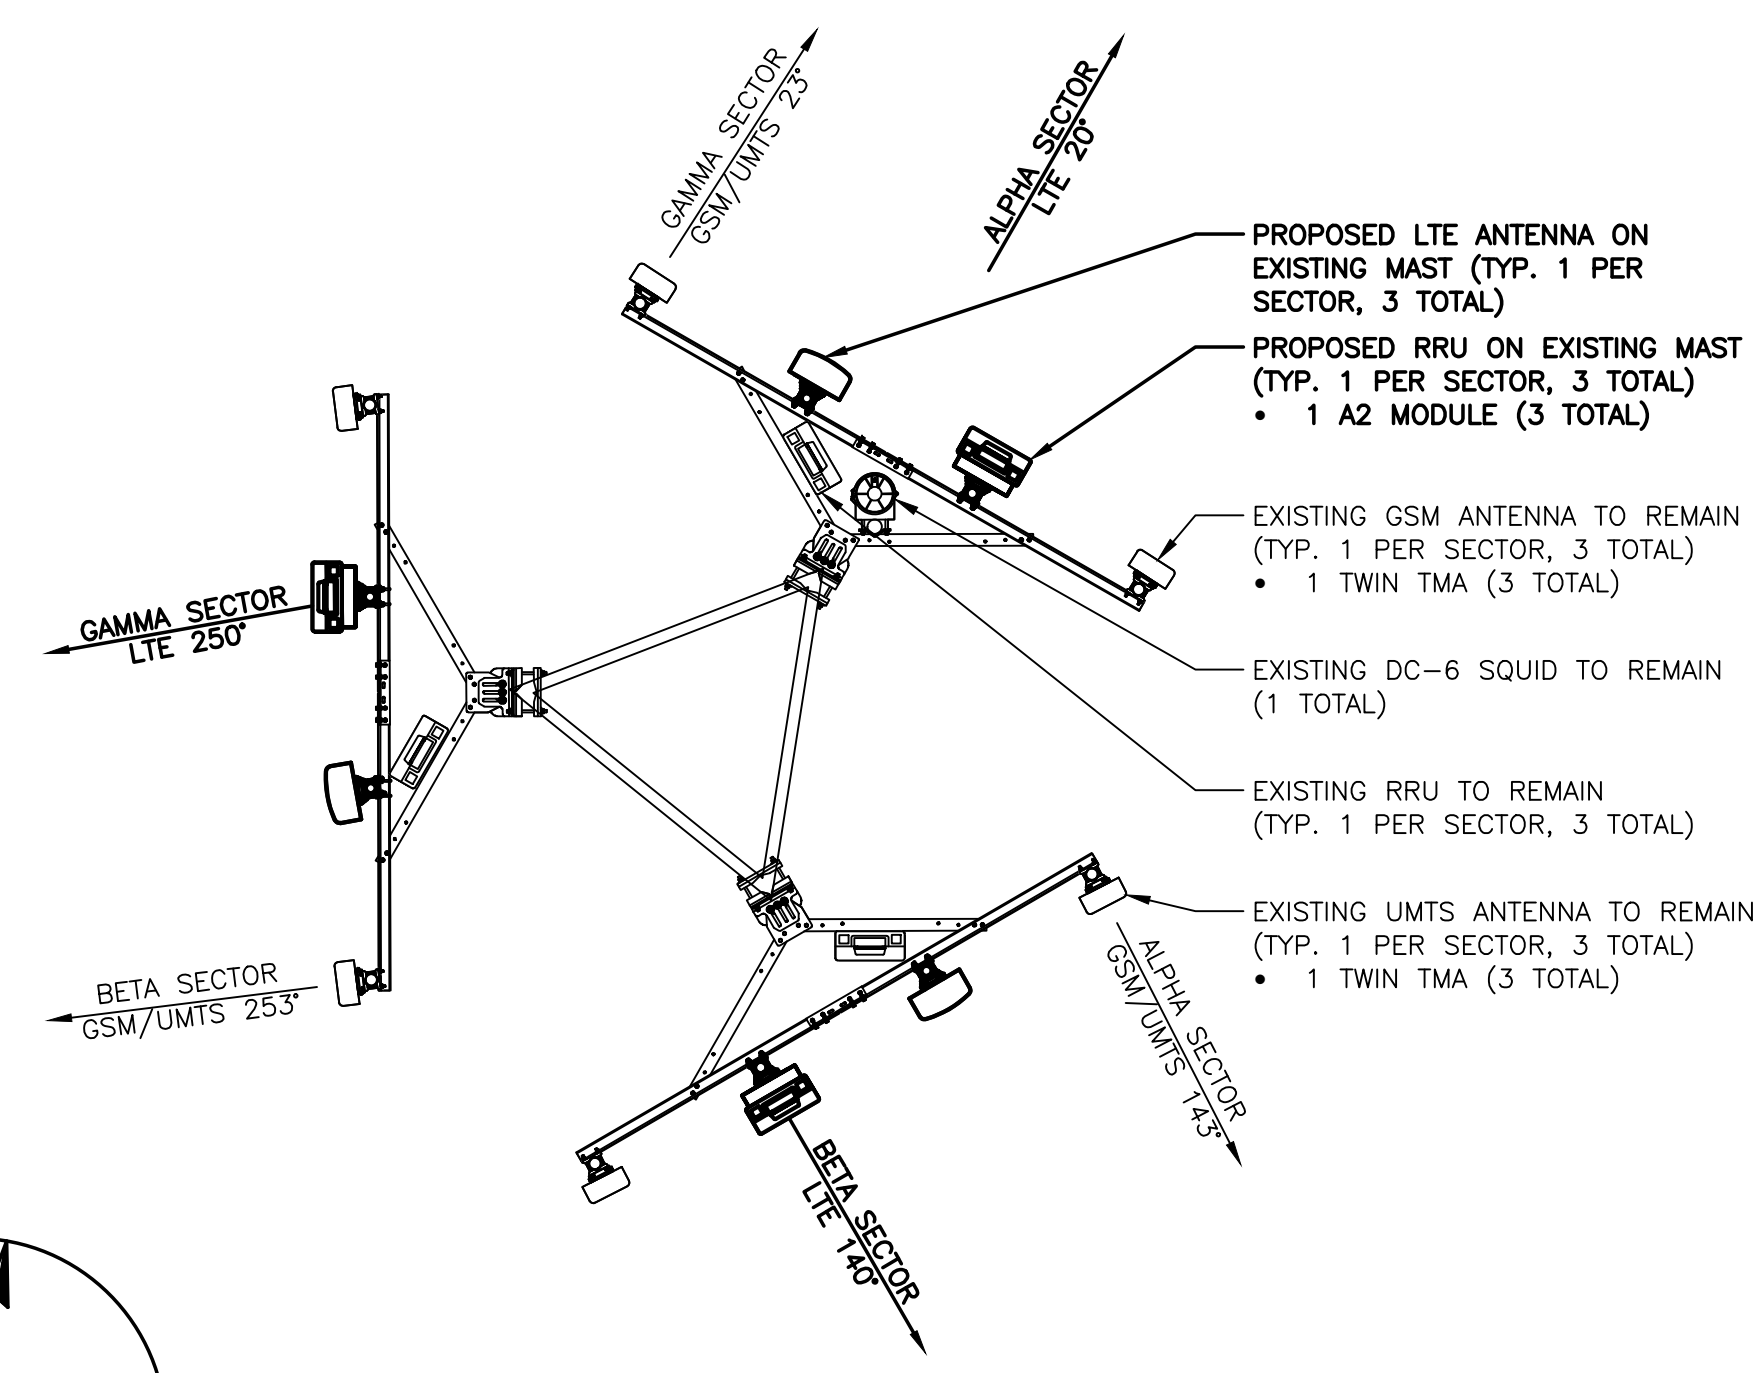 GAMMA SECTOR
GSM/UMTS 23°
ALPHA SECTOR
LTE 20°
PROPOSED LTE ANTENNA ON
EXISTING MAST (TYP. 1 PER
SECTOR, 3 TOTAL)
PROPOSED RRU ON EXISTING MAST
(TYP. 1 PER SECTOR, 3 TOTAL)
• 1 A2 MODULE (3 TOTAL)
EXISTING GSM ANTENNA TO REMAIN
(TYP. 1 PER SECTOR, 3 TOTAL)
• 1 TWIN TMA (3 TOTAL)
GAMMA SECTOR
LTE 250°
EXISTING DC-6 SQUID TO REMAIN
(1 TOTAL)
EXISTING RRU TO REMAIN
(TYP. 1 PER SECTOR, 3 TOTAL)
EXISTING UMTS ANTENNA TO REMAIN
(TYP. 1 PER SECTOR, 3 TOTAL)
• 1 TWIN TMA (3 TOTAL)
BETA SECTOR
GSM/UMTS 253°
ALPHA SECTOR
GSM/UMTS 143°
BETA SECTOR
LTE 140°